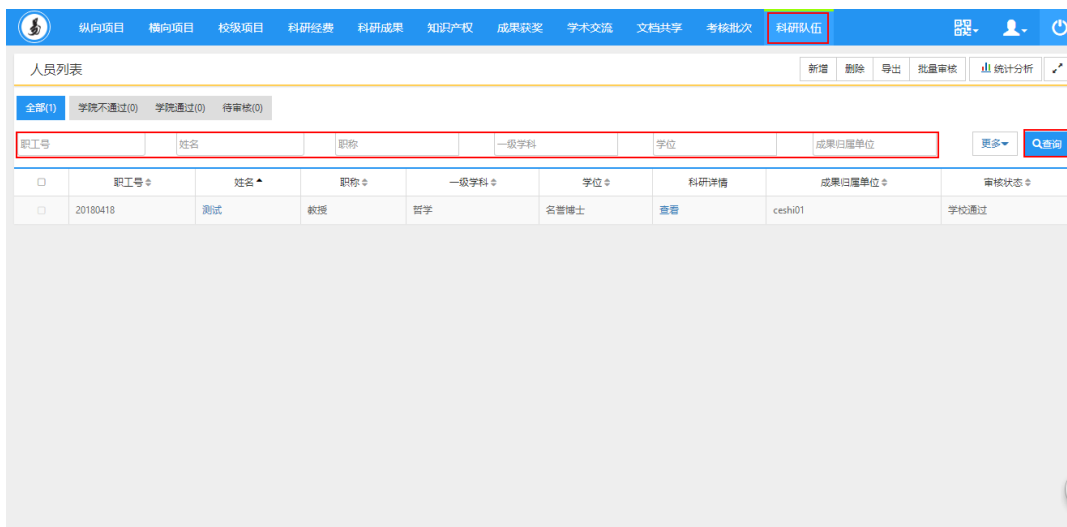 纵向项目 横向项目 校级项目 科研经费 科研成果 知识产权 成果获奖 学术交流 文档共享 考核批次 科研队伍
人员列表 新增 删除 导出 批量审核 统计分析
全部(1) 学院不通过(0) 学院通过(0) 待审核(0)
职工号 姓名 职称 一级学科 学位 成果归属单位 更多 查询
职工号 姓名 职称 一级学科 学位 科研详情 成果归属单位 审核状态
20180418 测试 教授 哲学 名誉博士 查看 ceshi01 学校通过